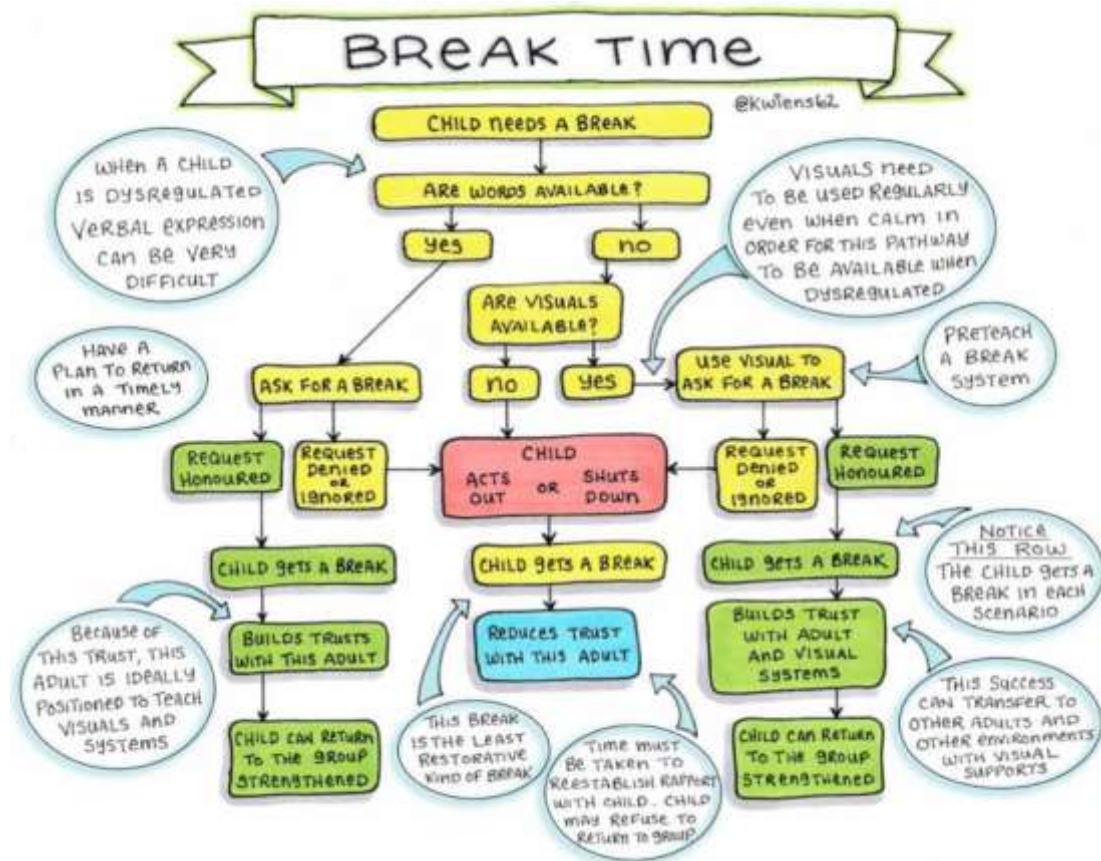 BREAK TIME
@kwiens62
CHILD NEEDS A BREAK
WHEN A CHILD
IS DYSREGULATED
VERBAL EXPRESSION
CAN BE VERY
DIFFICULT
ARE WORDS AVAILABLE?
VISUALS NEED
TO BE USED REGULARLY
EVEN WHEN CALM IN
ORDER FOR THIS PATHWAY
TO BE AVAILABLE WHEN
DYSREGULATED
yes
no
ARE VISUALS
AVAILABLE?
HAVE A
PLAN TO RETURN
IN A TIMELY
MANNER
ASK FOR A BREAK
no
yes
USE VISUAL TO
ASK FOR A BREAK
PRETEACH
A BREAK
SYSTEM
REQUEST
HONOURED
REQUEST
DENIED
OR
IGNORED
CHILD
ACTS OUT OR SHUTS DOWN
REQUEST
DENIED
OR
IGNORED
REQUEST
HONOURED
CHILD GETS A BREAK
CHILD GETS A BREAK
CHILD GETS A BREAK
NOTICE
THIS ROW
THE CHILD GETS A
BREAK IN EACH
SCENARIO
BECAUSE OF
THIS TRUST, THIS
ADULT IS IDEALLY
POSITIONED TO TEACH
VISUALS AND
SYSTEMS
BUILDS TRUSTS
WITH THIS ADULT
REDUCES TRUST
WITH THIS ADULT
BUILDS TRUST
WITH ADULT
AND VISUAL
SYSTEMS
THIS SUCCESS
CAN TRANSFER TO
OTHER ADULTS AND
OTHER ENVIRONMENTS
WITH VISUAL
SUPPORTS
CHILD CAN RETURN
TO THE GROUP
STRENGTHENED
THIS BREAK
IS THE LEAST
RESTORATIVE
KIND OF BREAK
TIME MUST
BE TAKEN TO
REESTABLISH RAPPORT
WITH CHILD. CHILD
MAY REFUSE TO
RETURN TO GROUP
CHILD CAN RETURN
TO THE GROUP
STRENGTHENED